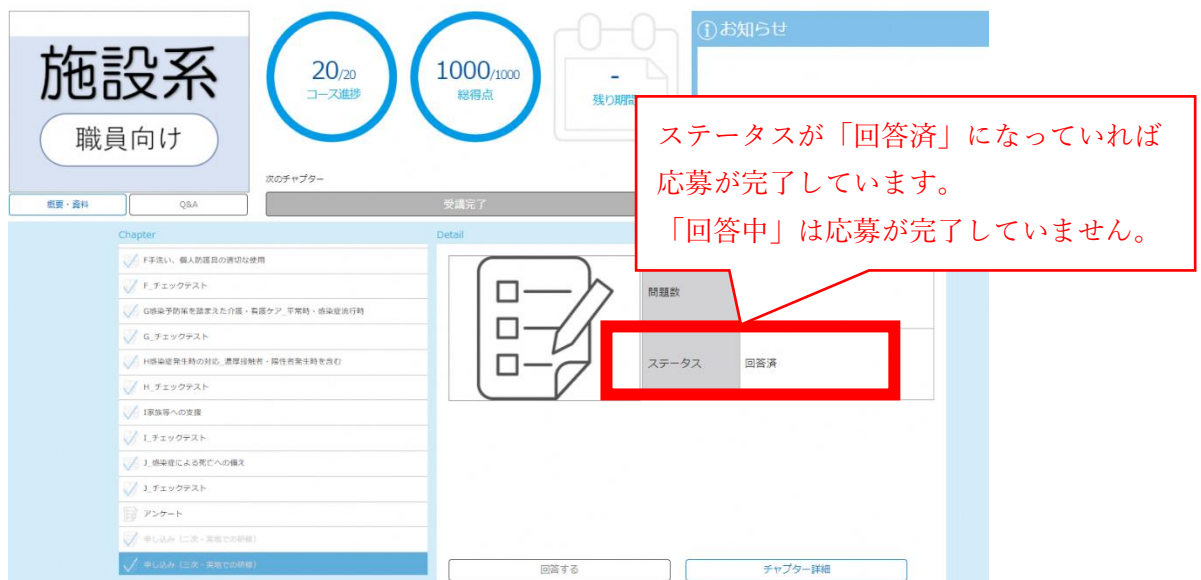 施設系
職員向け
20/20
コース進捗
1000/1000
総得点
-
残り期間
お知らせ
ステータスが「回答済」になっていれば
応募が完了しています。
「回答中」は応募が完了していません。
次のチャプター
受講完了
概要・資料
Q&A
Chapter
F手洗い、個人防護具の適切な使用
F_チェックテスト
G感染予防策を踏まえた介護・看護ケア_平常時・感染症流行時
G_チェックテスト
H感染症発生時の対応_濃厚接触者・陽性者発生時を含む
H_チェックテスト
I家族等への支援
I_チェックテスト
J_感染症による死亡への備え
J_チェックテスト
アンケート
申し込み（二次・実地での研修）
申し込み（三次・実地での研修）
Detail
問題数
ステータス
回答済
回答する
チャプター詳細